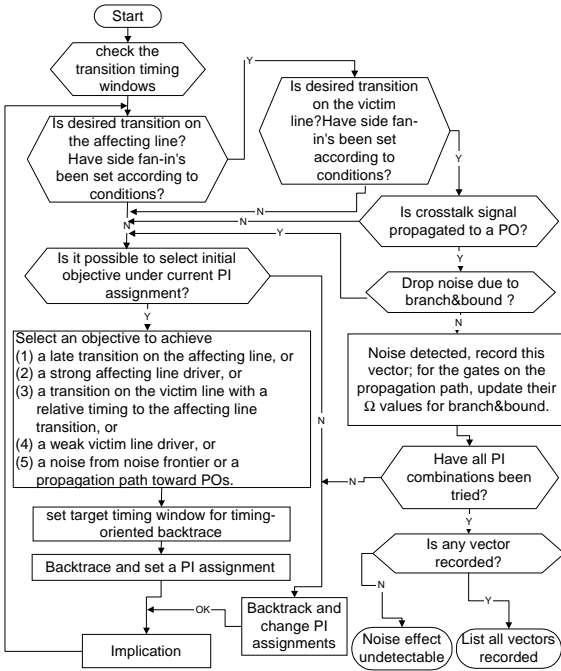 Start
check the
transition timing
windows
Is desired transition on
the affecting line?
Have side fan-in's
been set according to
conditions?
Y
Is desired transition
on the victim
line?Have side fan-
in's been set
according to
conditions?
Y
N
N
N
Y
Is crosstalk signal
propagated to a PO?
Y
Is it possible to select initial
objective under current PI
assignment?
Drop noise due to
branch&bound ?
Y
N
Select an objective to achieve
(1) a late transition on the affecting line, or
(2) a strong affecting line driver, or
(3) a transition on the victim line with a
relative timing to the affecting line
transition, or
(4) a weak victim line driver, or
(5) a noise from noise frontier or a
propagation path toward POs.
N
Noise detected, record this
vector; for the gates on the
propagation path, update their
Ω values for branch&bound.
Have all PI
combinations been
tried?
N
Y
set target timing window for timing-
oriented backtrace
Backtrace and set a PI assignment
Is any vector
recorded?
N
Y
OK
Backtrack and
change PI
assignments
Implication
Noise effect
undetectable
List all vectors
recorded